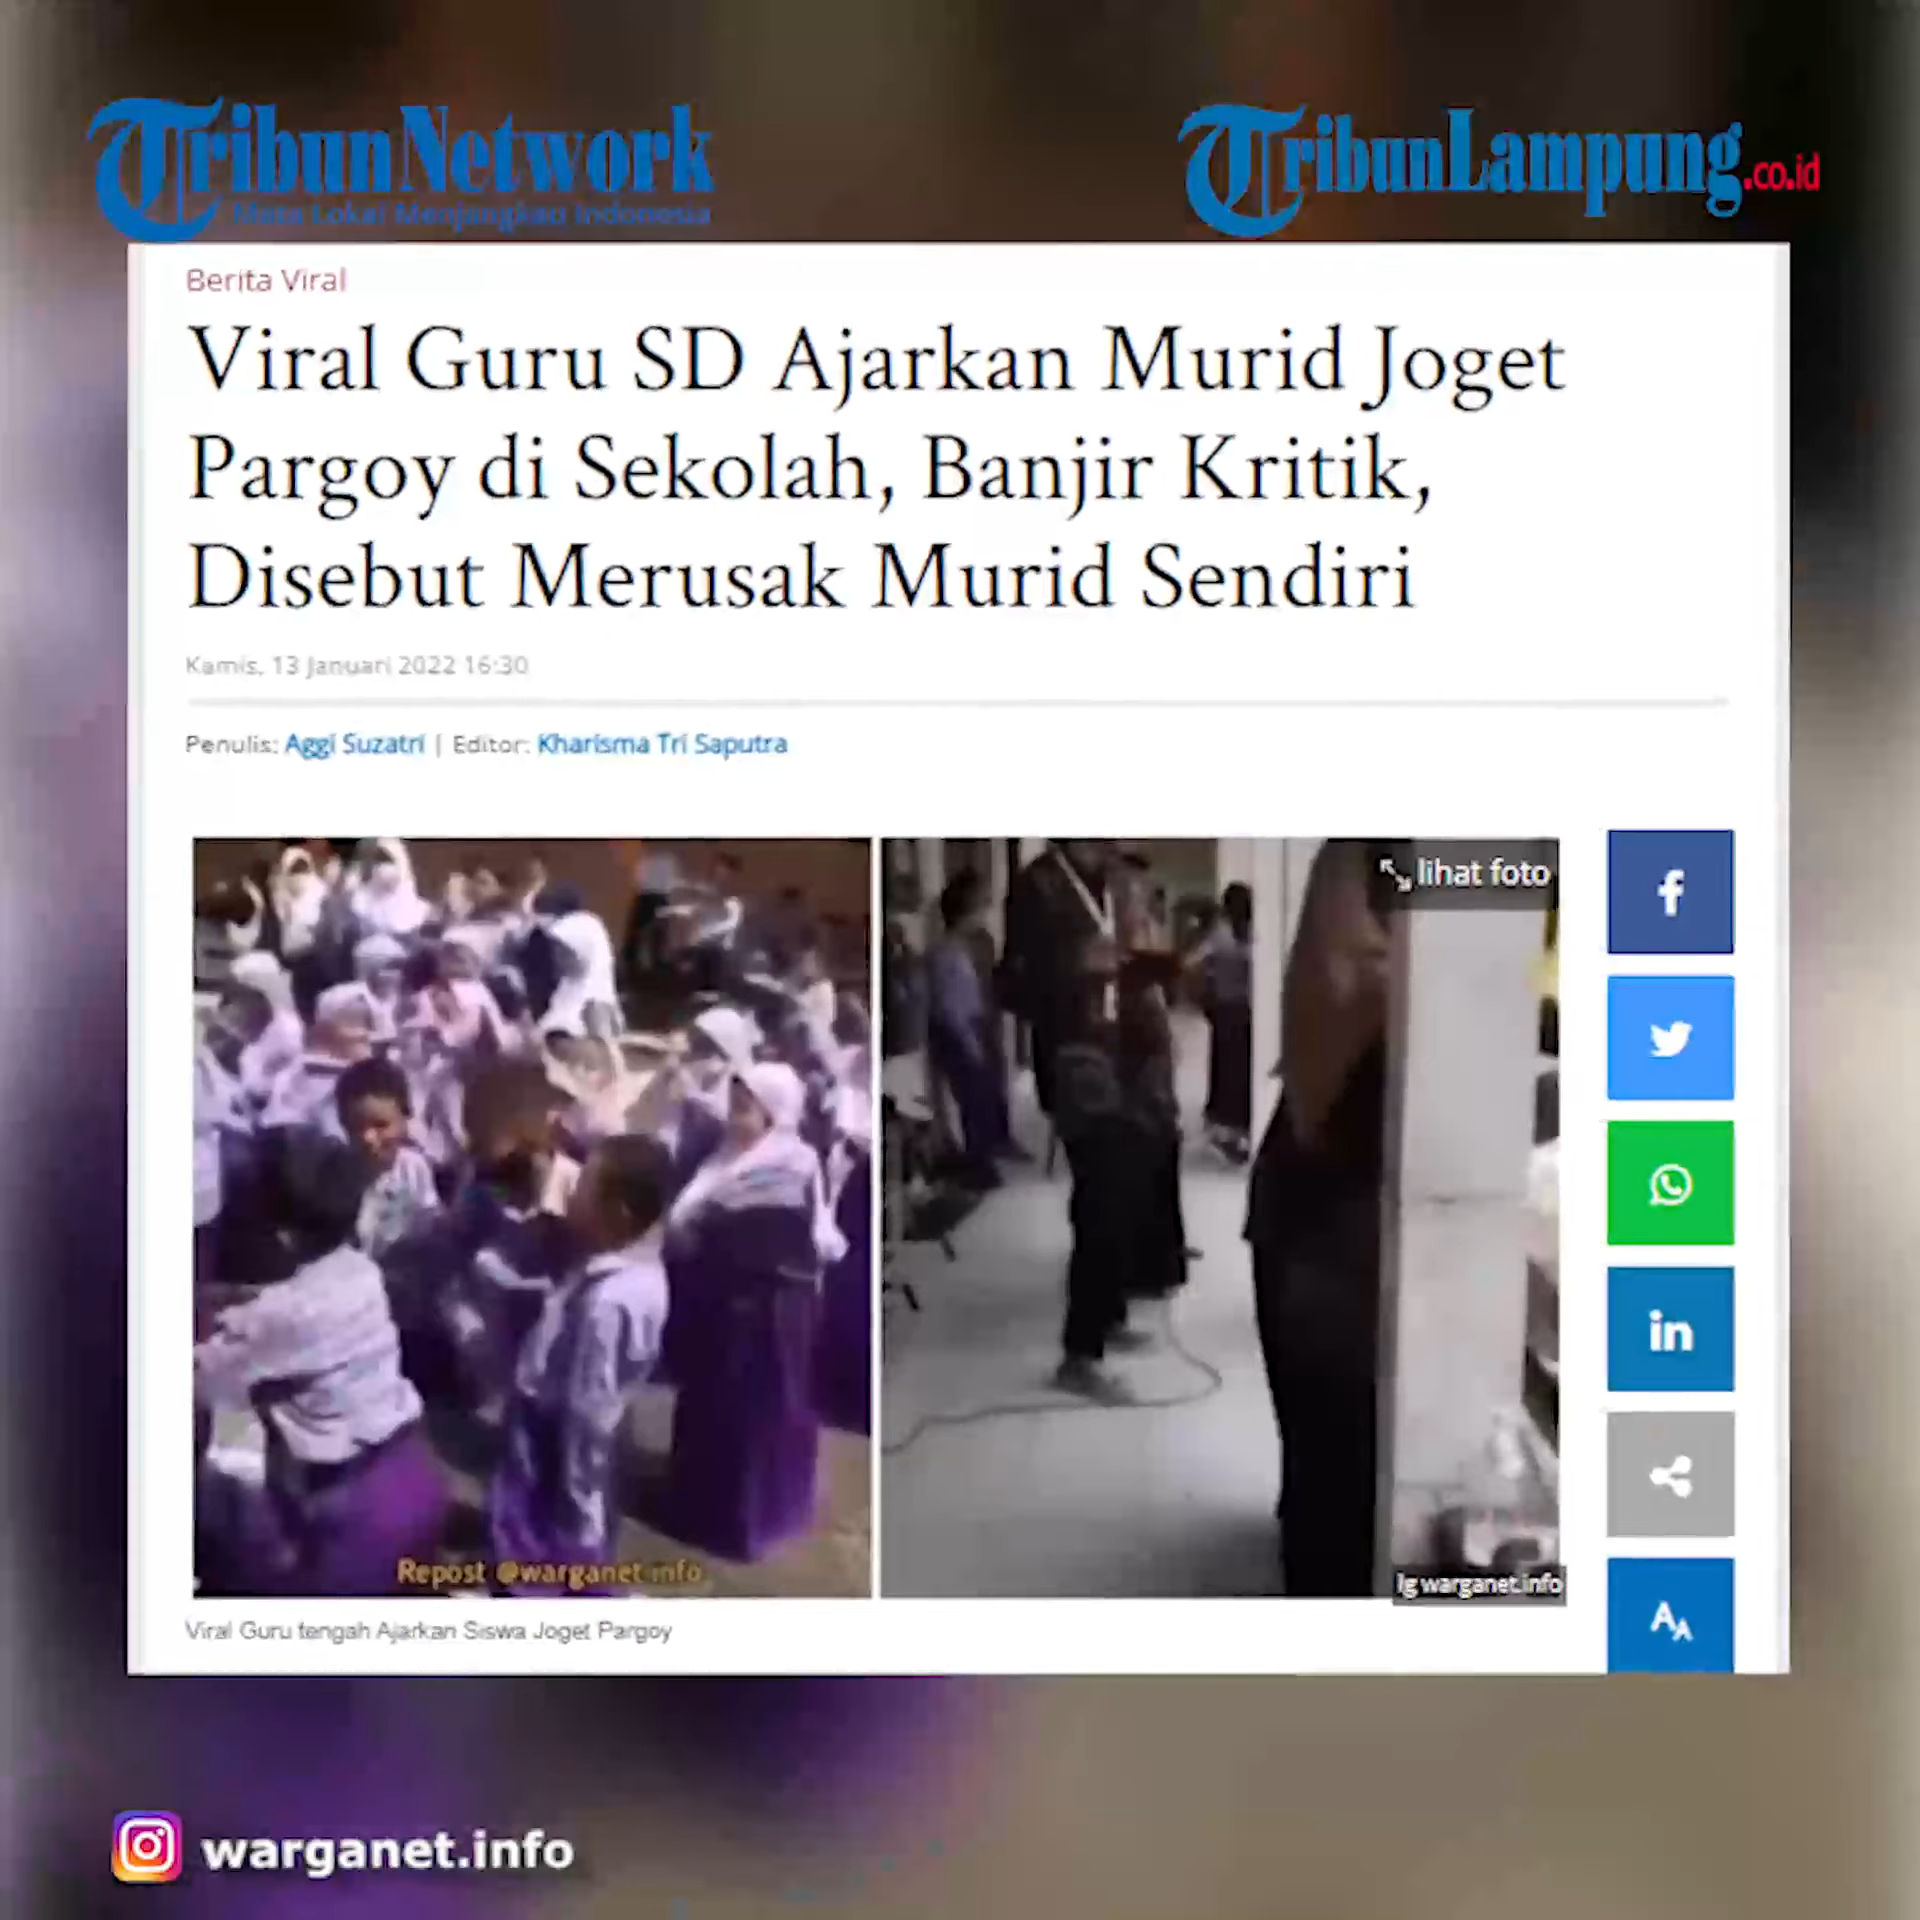 TribunNetwork
Mata Lokal Menjangkau Indonesia
TribunLampung.co.id
Berita Viral
Viral Guru SD Ajarkan Murid Joget
Pargoy di Sekolah, Banjir Kritik,
Disebut Merusak Murid Sendiri
Kamis, 13 Januari 2022 16:30
Penulis: Aggi Suzatri | Editor: Kharisma Tri Saputra
lihat foto
f
in
AA
Repost @warganet.info
Ig warganet.info
Viral Guru tengah Ajarkan Siswa Joget Pargoy
warganet.info